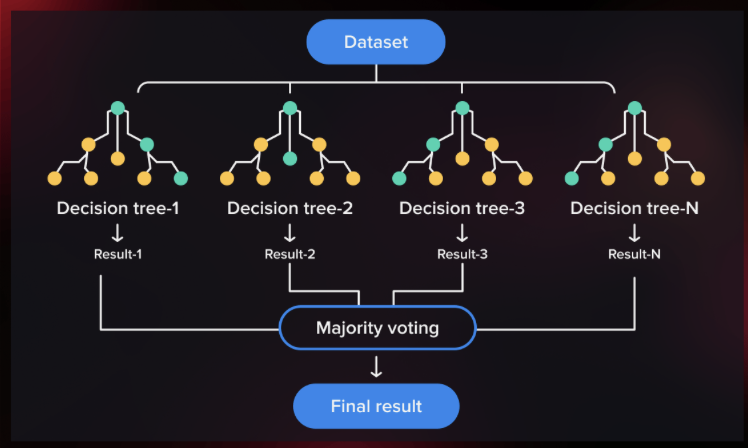 Dataset
Decision tree-1
Decision tree-2
Decision tree-3
Decision tree-N
Result-1
Result-2
Result-3
Result-N
Majority voting
Final result